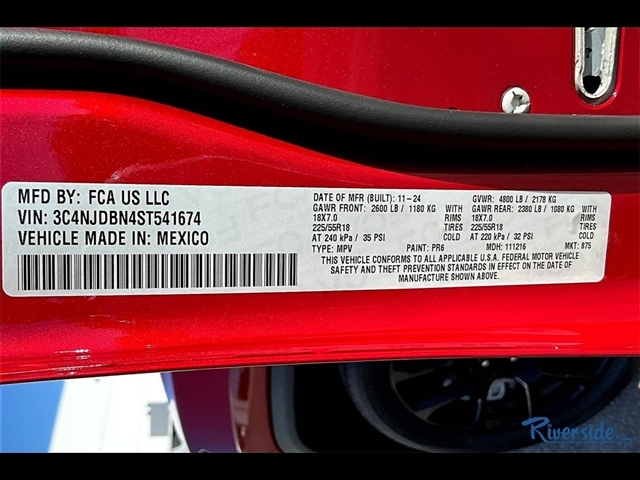 MFD BY: FCA US LLC
VIN: 3C4NJDBN4ST541674
VEHICLE MADE IN: MEXICO
DATE OF MFR (BUILT): 11-24 GVWR: 4800 LB / 2178 KG
GAWR FRONT: 2600 LB / 1180 KG WITH GAWR REAR: 2380 LB / 1080 KG WITH
18X7.0 RIMS 18X7.0 RIMS
225/55R18 TIRES 225/55R18 TIRES
AT 240 kPa / 35 PSI COLD AT 220 kPa / 32 PSI COLD
TYPE: MPV PAINT: PR6 MDH: 111216 MKT: 875
THIS VEHICLE CONFORMS TO ALL APPLICABLE U.S.A. FEDERAL MOTOR VEHICLE
SAFETY AND THEFT PREVENTION STANDARDS IN EFFECT ON THE DATE OF
MANUFACTURE SHOWN ABOVE.
Riverside